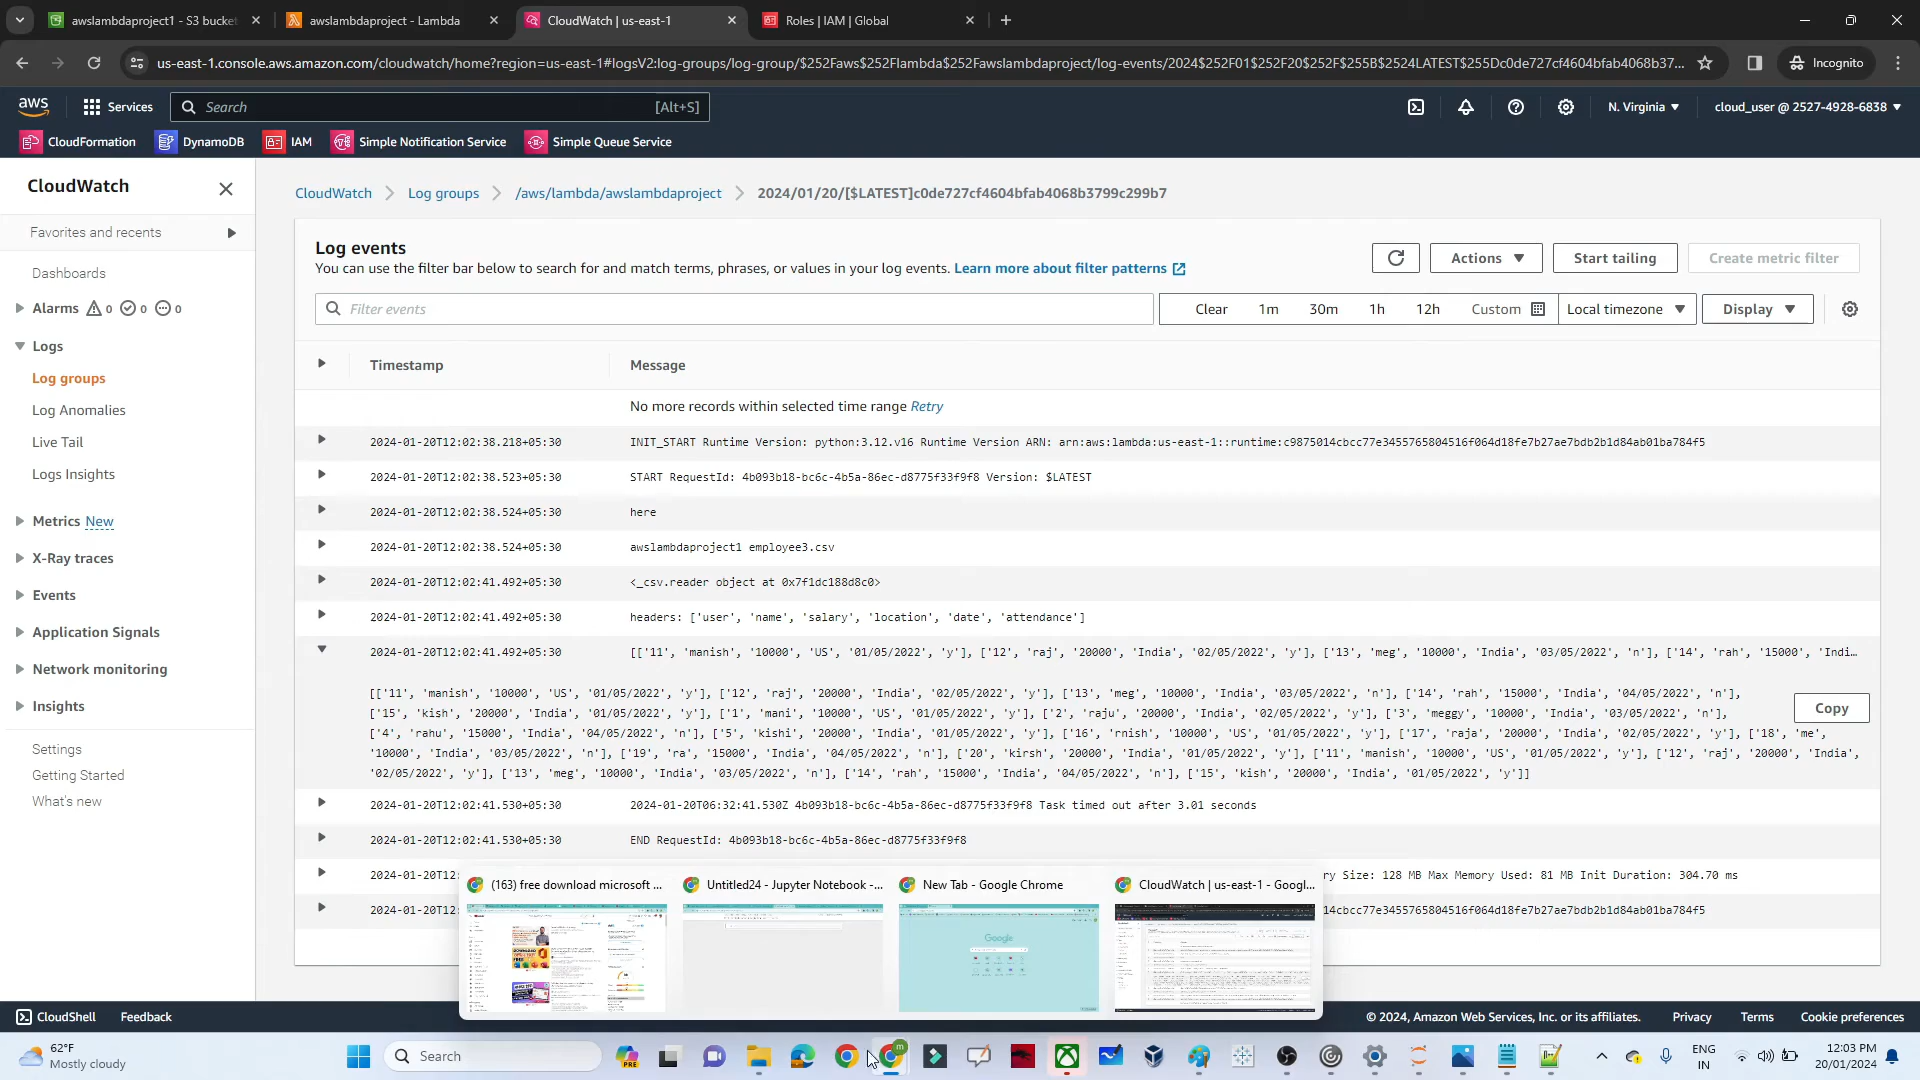 awslambdaproject1 - S3 bucket
awslambdaproject - Lambda
CloudWatch | us-east-1
Roles | IAM | Global
us-east-1.console.aws.amazon.com/cloudwatch/home?region=us-east-1#logsV2:log-groups/log-group/$252Faws$252Flambda$252Fawslambdaproject/log-events/2024$252F01$252F20$252F$255B$2524LATEST$255Dc0de727cf4604bfab4068b37...
Incognito
aws
Services
Search
[Alt+S]
N. Virginia
cloud_user @ 2527-4928-6838
CloudFormation
DynamoDB
IAM
Simple Notification Service
Simple Queue Service
CloudWatch
Favorites and recents
Dashboards
Alarms 0 0 0
Logs
Log groups
Log Anomalies
Live Tail
Logs Insights
Metrics New
X-Ray traces
Events
Application Signals
Network monitoring
Insights
Settings
Getting Started
What's new
CloudWatch
Log groups
/aws/lambda/awslambdaproject
2024/01/20/[$LATEST]c0de727cf4604bfab4068b3799c299b7
Log events
You can use the filter bar below to search for and match terms, phrases, or values in your log events. Learn more about filter patterns
Actions
Start tailing
Create metric filter
Filter events
Clear 1m 30m 1h 12h Custom
Local timezone
Display
Timestamp Message
No more records within selected time range Retry
2024-01-20T12:02:38.218+05:30 INIT_START Runtime Version: python:3.12.v16 Runtime Version ARN: arn:aws:lambda:us-east-1::runtime:c9875014cbcc77e3455765804516f064d18fe7b27ae7bdb2b1d84ab01ba784f5
2024-01-20T12:02:38.523+05:30 START RequestId: 4b093b18-bc6c-4b5a-86ec-d8775f33f9f8 Version: $LATEST
2024-01-20T12:02:38.524+05:30 here
2024-01-20T12:02:38.524+05:30 awslambdaproject1 employee3.csv
2024-01-20T12:02:41.492+05:30 <_csv.reader object at 0x7f1dc188d8c0>
2024-01-20T12:02:41.492+05:30 headers: ['user', 'name', 'salary', 'location', 'date', 'attendance']
2024-01-20T12:02:41.492+05:30 [['11', 'manish', '10000', 'US', '01/05/2022', 'y'], ['12', 'raj', '20000', 'India', '02/05/2022', 'y'], ['13', 'meg', '10000', 'India', '03/05/2022', 'n'], ['14', 'rah', '15000', 'Indi…
[['11', 'manish', '10000', 'US', '01/05/2022', 'y'], ['12', 'raj', '20000', 'India', '02/05/2022', 'y'], ['13', 'meg', '10000', 'India', '03/05/2022', 'n'], ['14', 'rah', '15000', 'India', '04/05/2022', 'n'],
['15', 'kish', '20000', 'India', '01/05/2022', 'y'], ['1', 'mani', '10000', 'US', '01/05/2022', 'y'], ['2', 'raju', '20000', 'India', '02/05/2022', 'y'], ['3', 'meggy', '10000', 'India', '03/05/2022', 'n'],
['4', 'rahu', '15000', 'India', '04/05/2022', 'n'], ['5', 'kishi', '20000', 'India', '01/05/2022', 'y'], ['16', 'rnish', '10000', 'US', '01/05/2022', 'y'], ['17', 'raja', '20000', 'India', '02/05/2022', 'y'], ['18', 'me',
'10000', 'India', '03/05/2022', 'n'], ['19', 'ra', '15000', 'India', '04/05/2022', 'n'], ['20', 'kirsh', '20000', 'India', '01/05/2022', 'y'], ['11', 'manish', '10000', 'US', '01/05/2022', 'y'], ['12', 'raj', '20000', 'India',
'02/05/2022', 'y'], ['13', 'meg', '10000', 'India', '03/05/2022', 'n'], ['14', 'rah', '15000', 'India', '04/05/2022', 'n'], ['15', 'kish', '20000', 'India', '01/05/2022', 'y']]
Copy
2024-01-20T12:02:41.530+05:30 2024-01-20T06:32:41.530Z 4b093b18-bc6c-4b5a-86ec-d8775f33f9f8 Task timed out after 3.01 seconds
2024-01-20T12:02:41.530+05:30 END RequestId: 4b093b18-bc6c-4b5a-86ec-d8775f33f9f8
2024-01-20T12: ry Size: 128 MB Max Memory Used: 81 MB Init Duration: 304.70 ms
2024-01-20T12: 14cbcc77e3455765804516f064d18fe7b27ae7bdb2b1d84ab01ba784f5
(163) free download microsoft ...
Untitled24 - Jupyter Notebook -...
New Tab - Google Chrome
CloudWatch | us-east-1 - Googl...
Google
CloudShell
Feedback
© 2024, Amazon Web Services, Inc. or its affiliates.
Privacy
Terms
Cookie preferences
62°F
Mostly cloudy
Search
PRE
m
ENG
IN
12:03 PM
20/01/2024